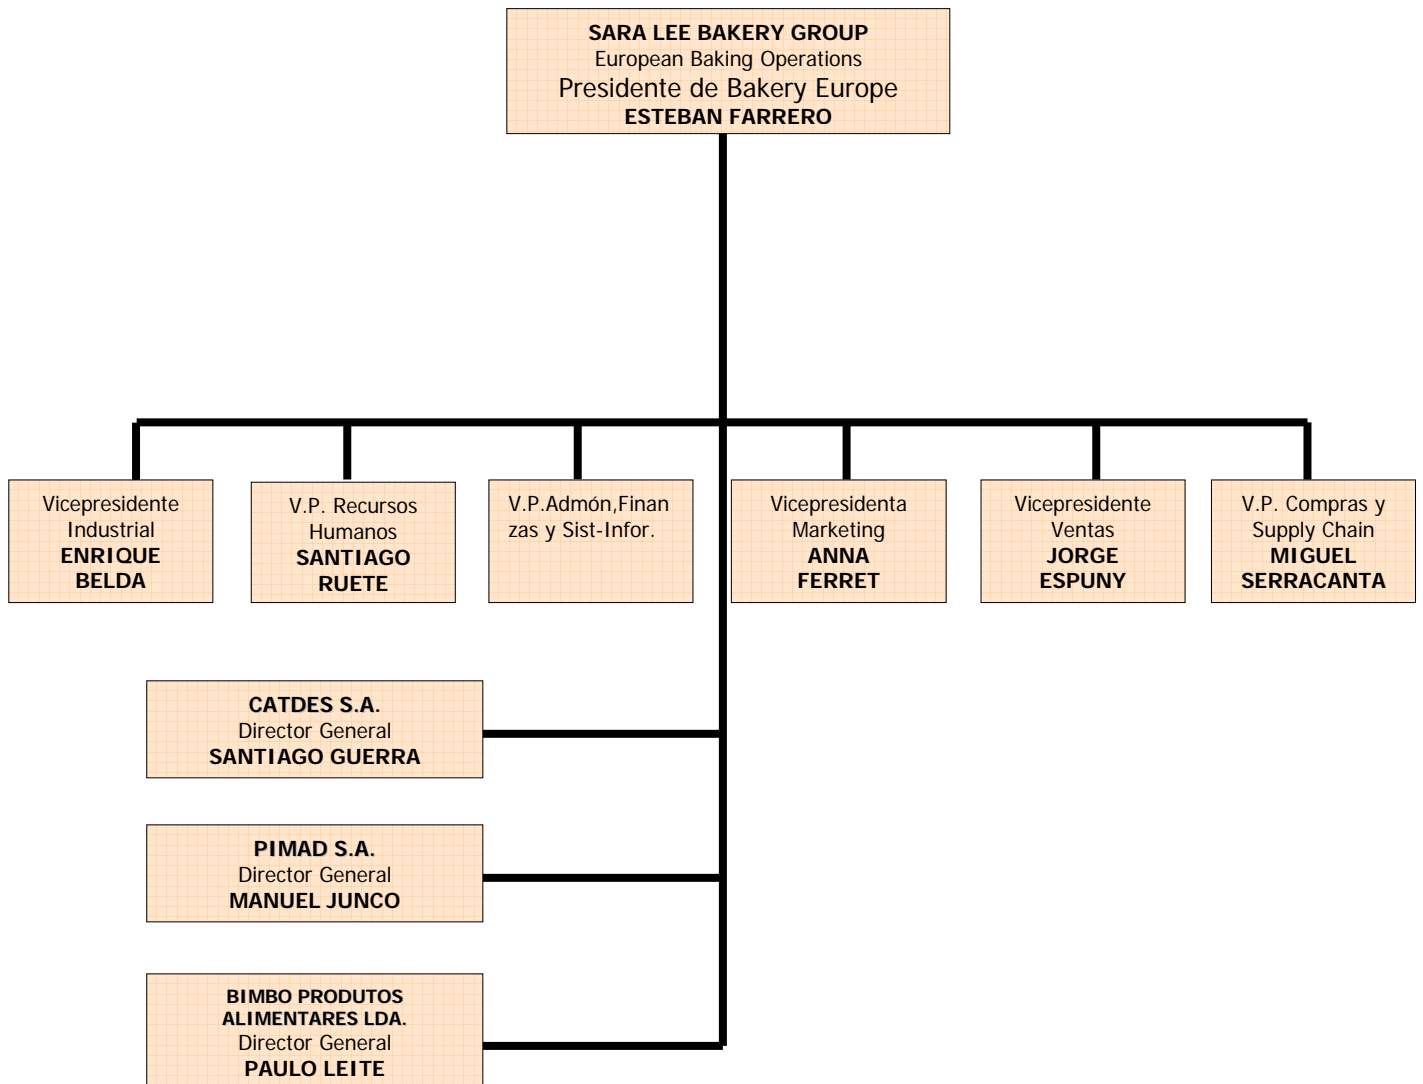 SARA LEE BAKERY GROUP
European Baking Operations
Presidente de Bakery Europe
ESTEBAN FARRERO
Vicepresidente
Industrial
ENRIQUE
BELDA
V.P. Recursos
Humanos
SANTIAGO
RUETE
V.P.Admón,Finan
zas y Sist-Infor.
Vicepresidenta
Marketing
ANNA
FERRET
Vicepresidente
Ventas
JORGE
ESPUNY
V.P. Compras y
Supply Chain
MIGUEL
SERRACANTA
CATDES S.A.
Director General
SANTIAGO GUERRA
PIMAD S.A.
Director General
MANUEL JUNCO
BIMBO PRODUTOS
ALIMENTARES LDA.
Director General
PAULO LEITE